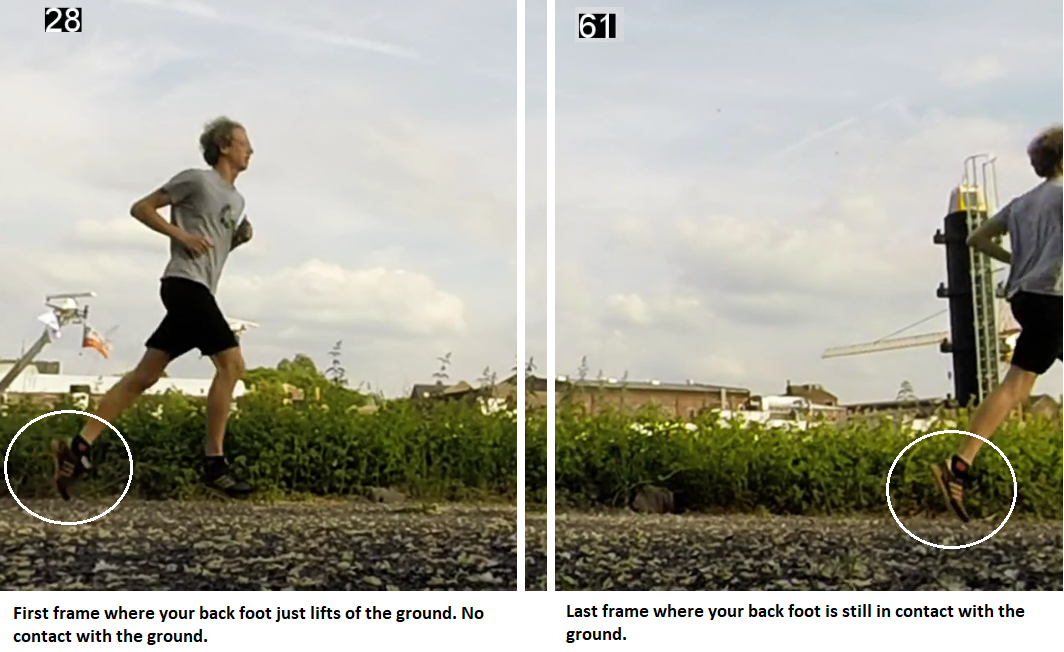 28
61
First frame where your back foot just lifts of the ground. No
contact with the ground.
Last frame where your back foot is still in contact with the
ground.